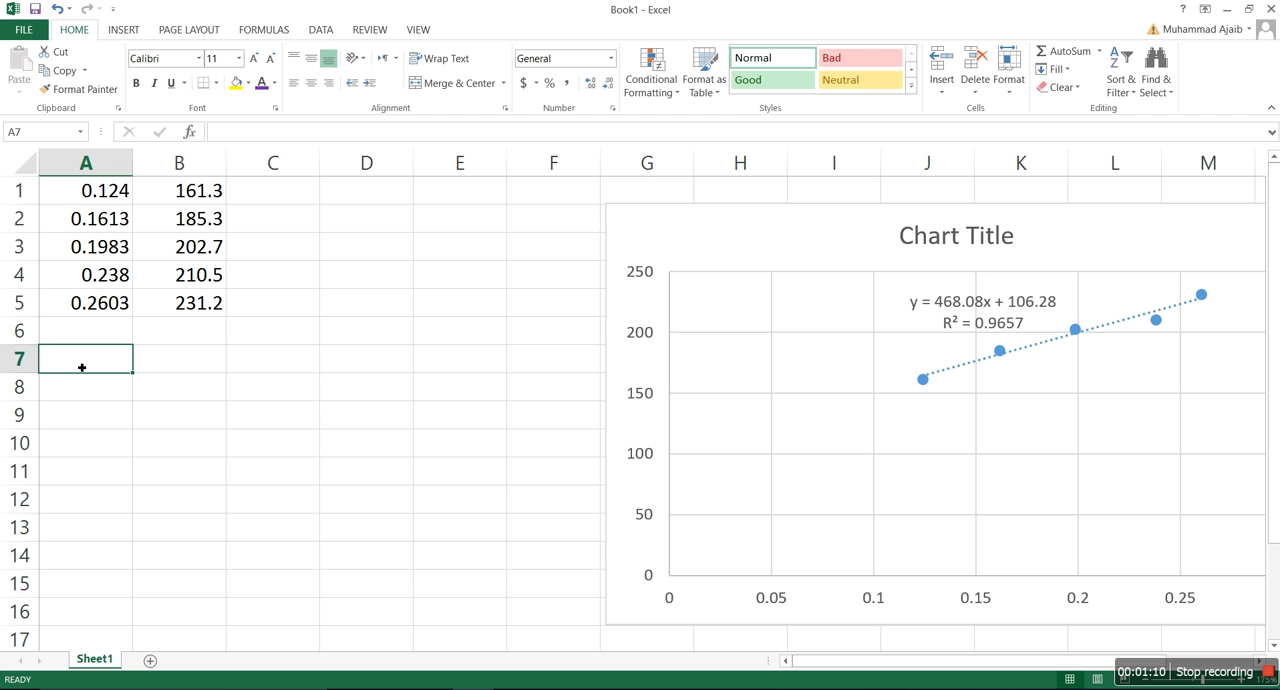 Book1 - Excel
?
FILE HOME INSERT PAGE LAYOUT FORMULAS DATA REVIEW VIEW Muhammad Ajaib
Paste
Cut
Copy
Format Painter
Clipboard
Calibri 11 A A
B I U A
Font
Wrap Text
Merge & Center
Alignment
General
$ % ,
Number
Conditional Formatting
Format as Table
Normal Bad
Good Neutral
Styles
Insert Delete Format
Cells
AutoSum
Fill
Clear
Sort & Filter
Find & Select
Editing
A7 fx
A B C D E F G H I J K L M
1 0.124 161.3
2 0.1613 185.3
3 0.1983 202.7
4 0.238 210.5
5 0.2603 231.2
6
7
8
9
10
11
12
13
14
15
16
17
Chart Title
y = 468.08x + 106.28
R² = 0.9657
250
200
150
100
50
0
0 0.05 0.1 0.15 0.2 0.25
Sheet1
00:01:10 Stop recording
READY
175%